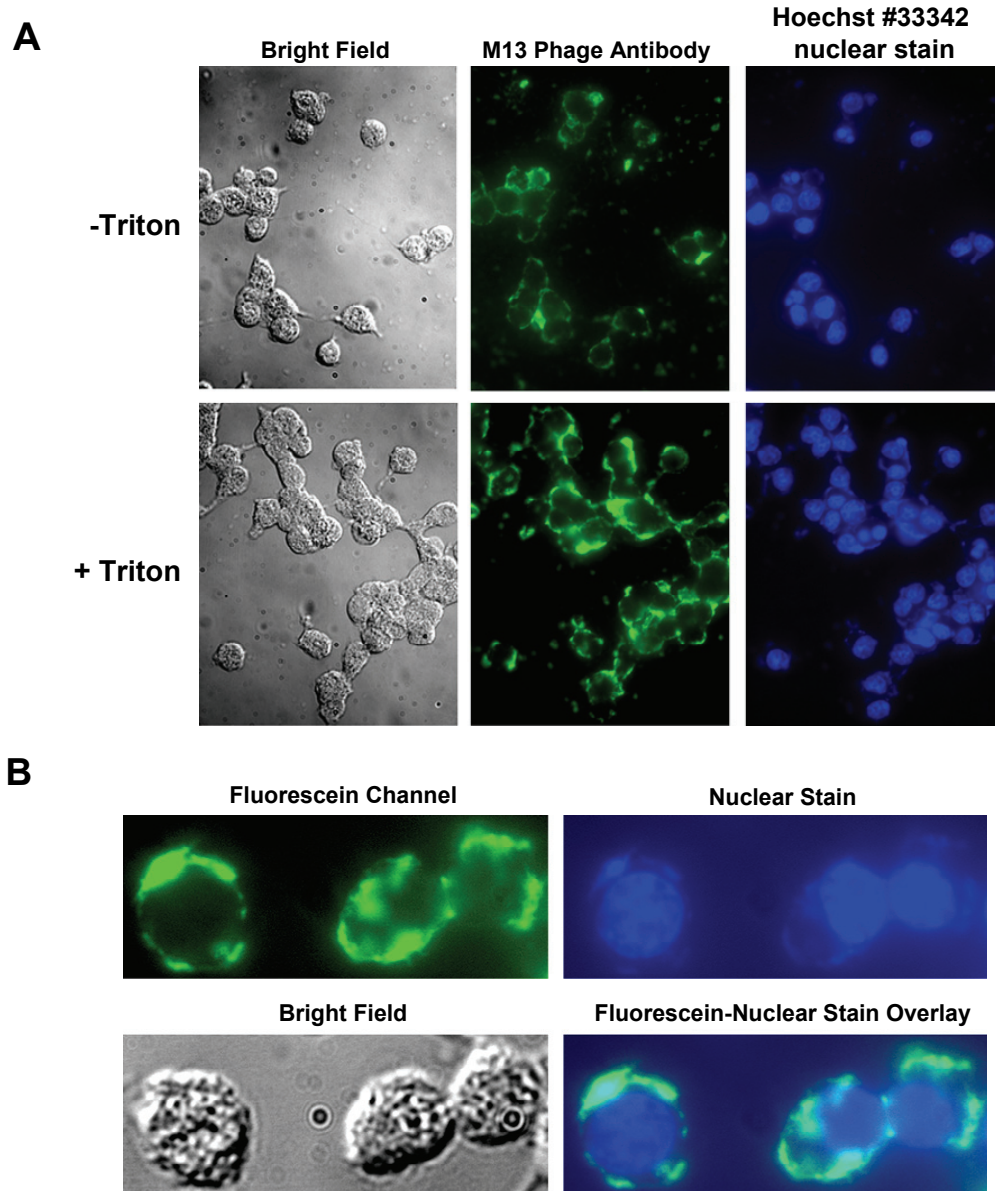 A
Bright Field
M13 Phage Antibody
Hoechst #33342
nuclear stain
-Triton
+ Triton
B
Fluorescein Channel
Nuclear Stain
Bright Field
Fluorescein-Nuclear Stain Overlay